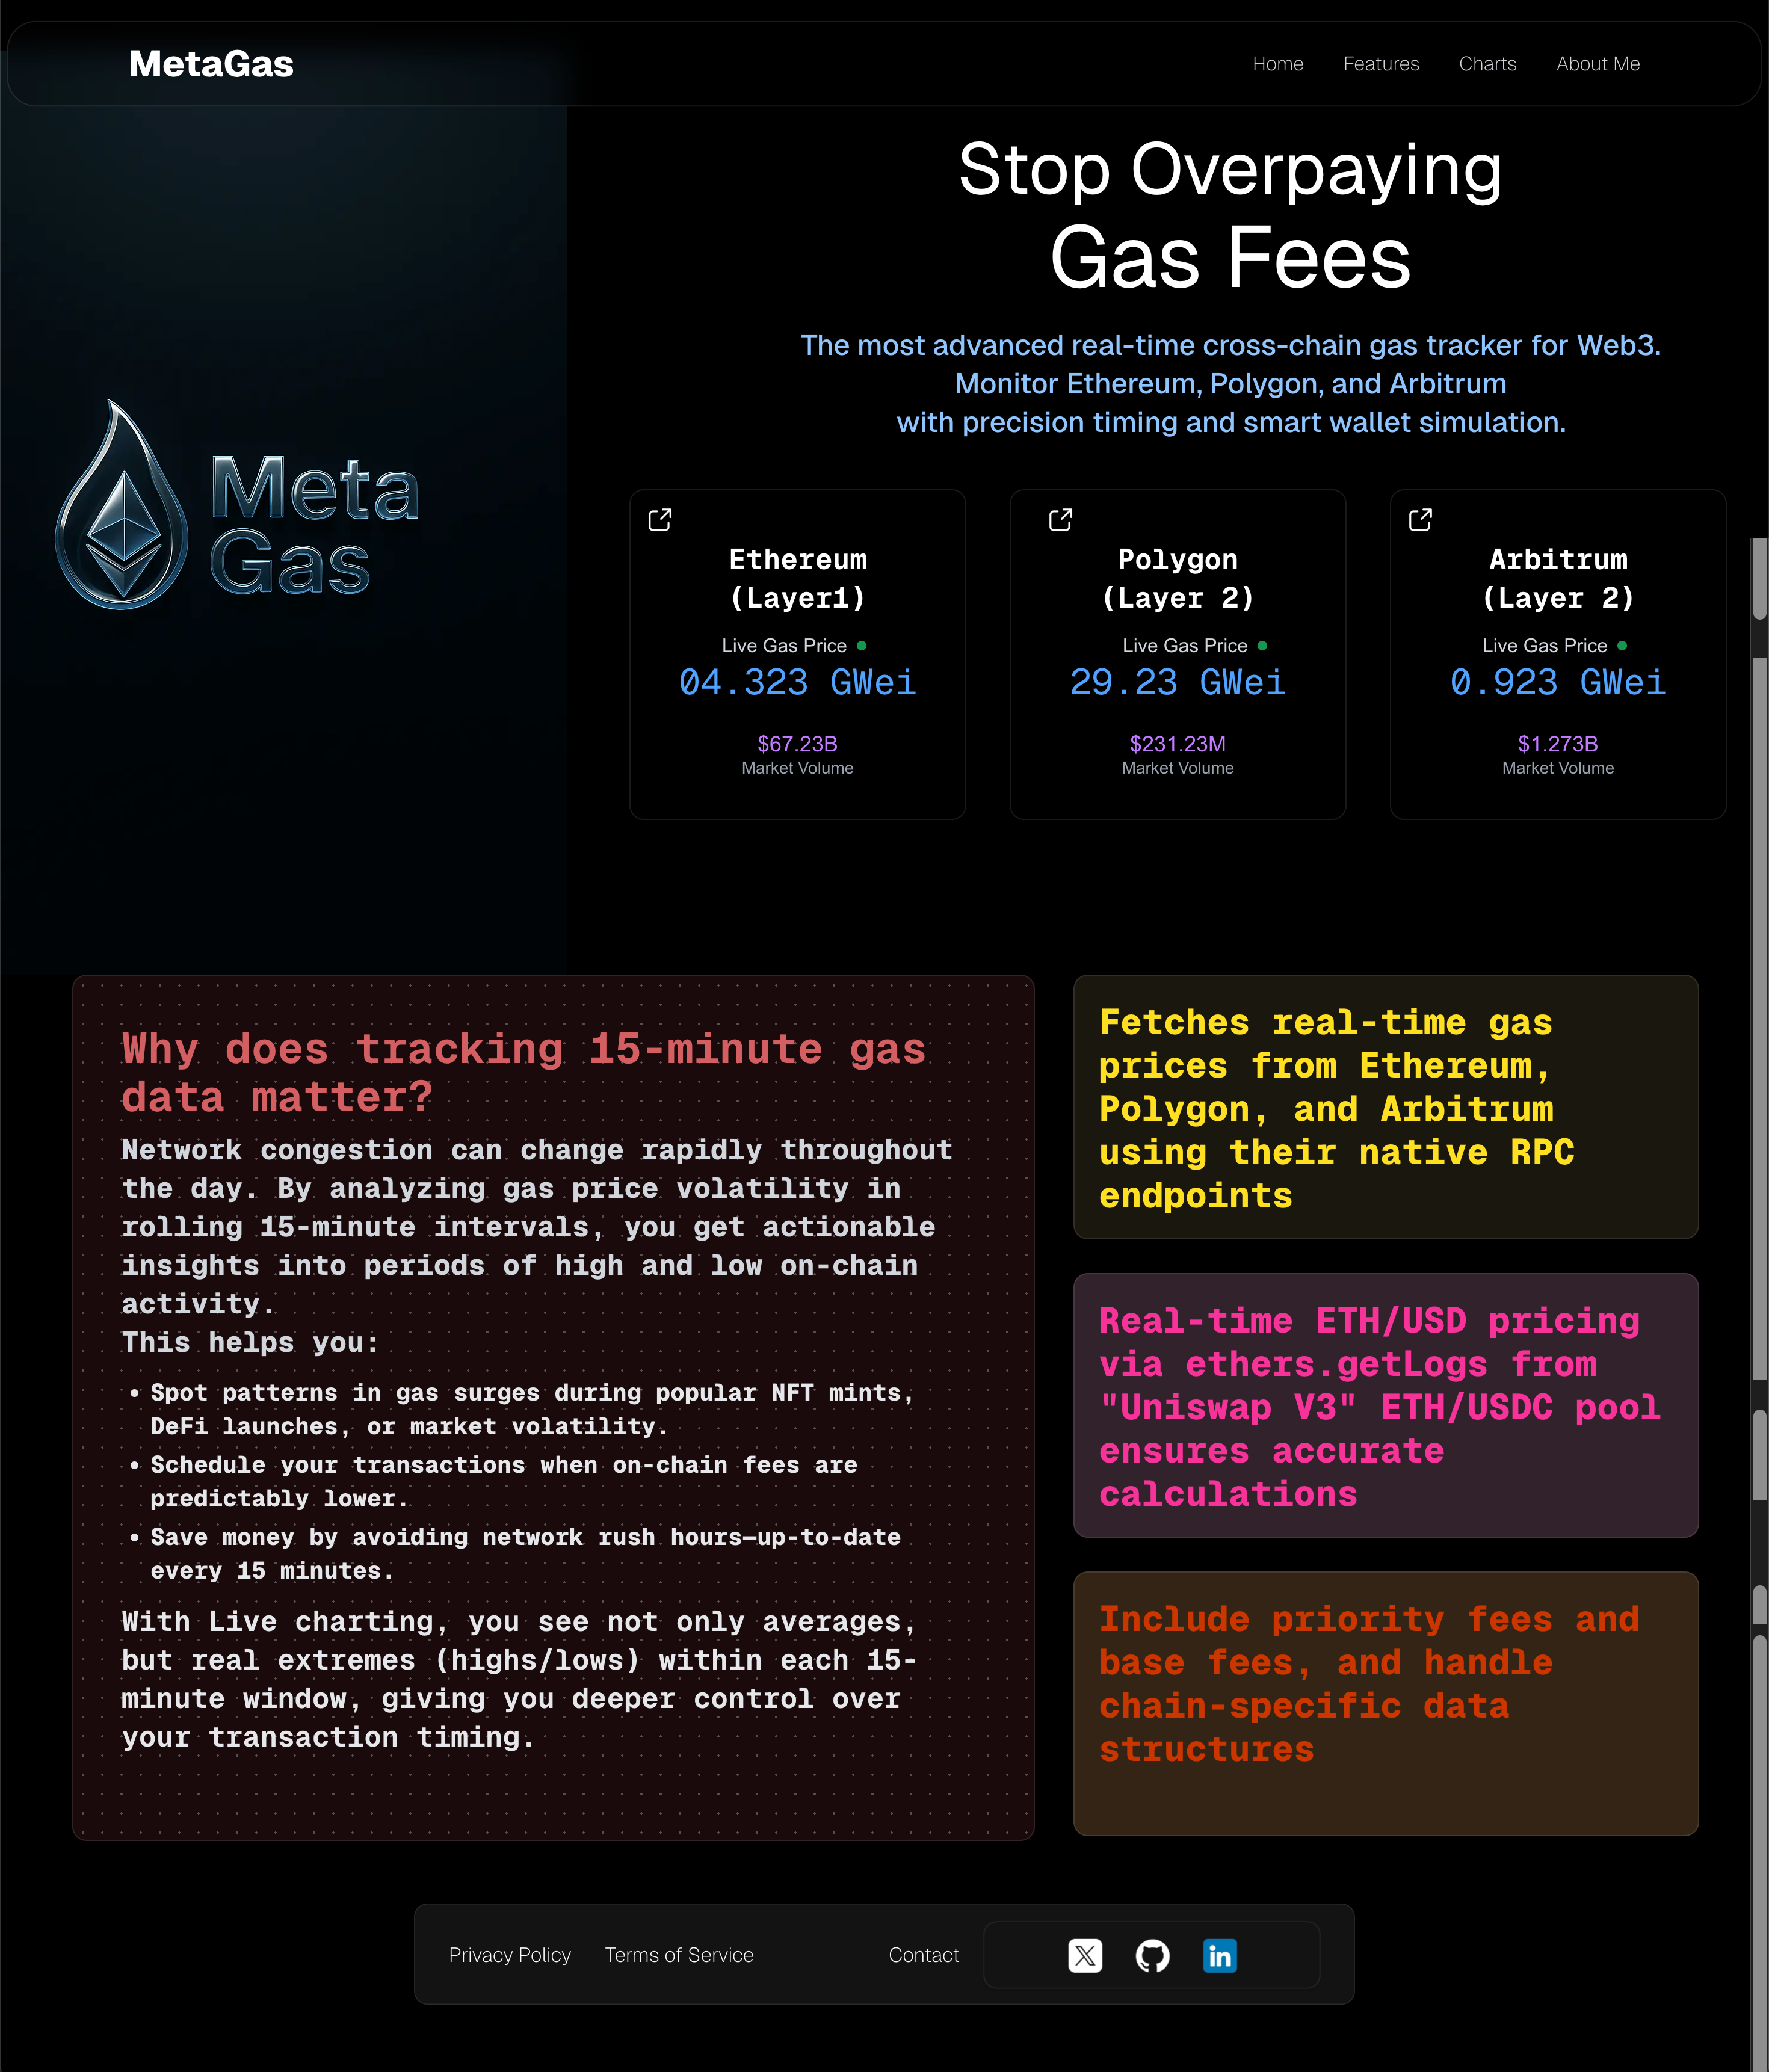 MetaGas
Home
Features
Charts
About Me
Stop Overpaying
Gas Fees
The most advanced real-time cross-chain gas tracker for Web3.
Monitor Ethereum, Polygon, and Arbitrum
with precision timing and smart wallet simulation.
Meta
Gas
Ethereum
(Layer1)
Live Gas Price
04.323 GWei
$67.23B
Market Volume
Polygon
(Layer 2)
Live Gas Price
29.23 GWei
$231.23M
Market Volume
Arbitrum
(Layer 2)
Live Gas Price
0.923 GWei
$1.273B
Market Volume
Why does tracking 15-minute gas
data matter?
Network congestion can change rapidly throughout
the day. By analyzing gas price volatility in
rolling 15-minute intervals, you get actionable
insights into periods of high and low on-chain
activity.
This helps you:
• Spot patterns in gas surges during popular NFT mints,
DeFi launches, or market volatility.
• Schedule your transactions when on-chain fees are
predictably lower.
• Save money by avoiding network rush hours—up-to-date
every 15 minutes.
With Live charting, you see not only averages,
but real extremes (highs/lows) within each 15-
minute window, giving you deeper control over
your transaction timing.
Fetches real-time gas
prices from Ethereum,
Polygon, and Arbitrum
using their native RPC
endpoints
Real-time ETH/USD pricing
via ethers.getLogs from
"Uniswap V3" ETH/USDC pool
ensures accurate
calculations
Include priority fees and
base fees, and handle
chain-specific data
structures
Privacy Policy
Terms of Service
Contact
X
in